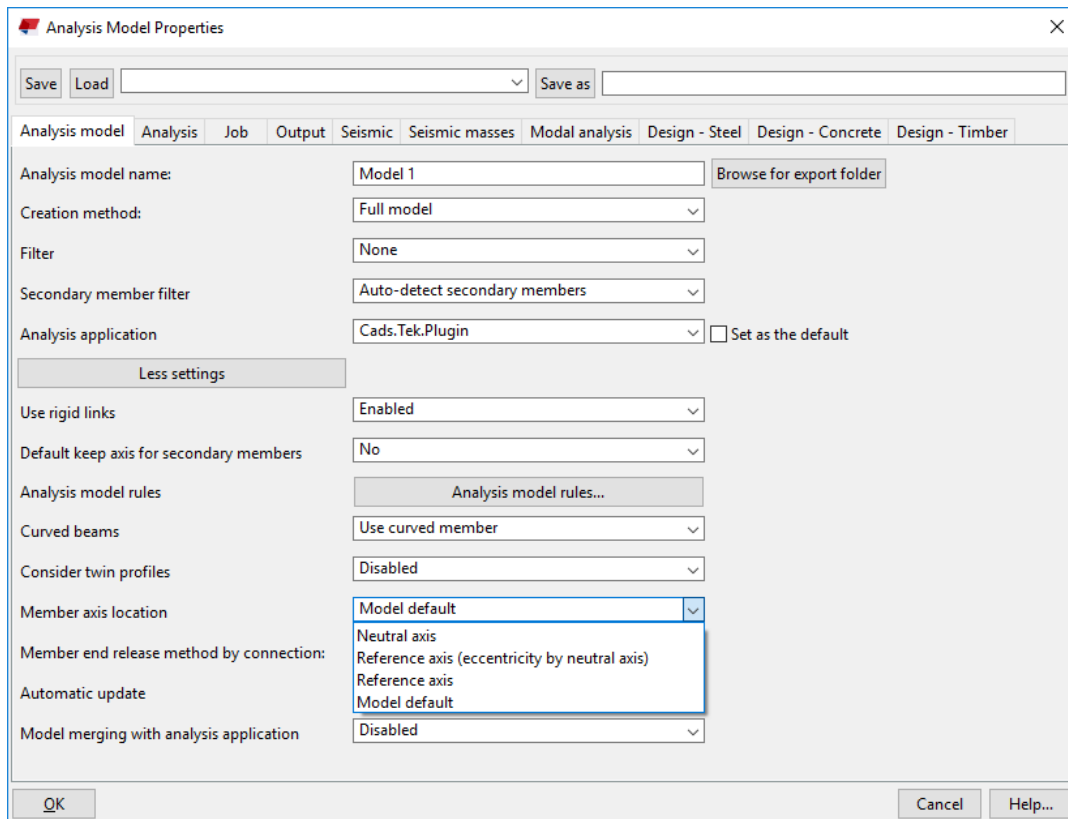 Analysis Model Properties
Save Load Save as
Analysis model Analysis Job Output Seismic Seismic masses Modal analysis Design - Steel Design - Concrete Design - Timber
Analysis model name: Model 1 Browse for export folder
Creation method: Full model
Filter None
Secondary member filter Auto-detect secondary members
Analysis application Cads.Tek.Plugin Set as the default
Less settings
Use rigid links Enabled
Default keep axis for secondary members No
Analysis model rules Analysis model rules...
Curved beams Use curved member
Consider twin profiles Disabled
Member axis location Model default
Neutral axis
Member end release method by connection: Reference axis (eccentricity by neutral axis)
Reference axis
Automatic update
Model default
Model merging with analysis application Disabled
OK Cancel Help...